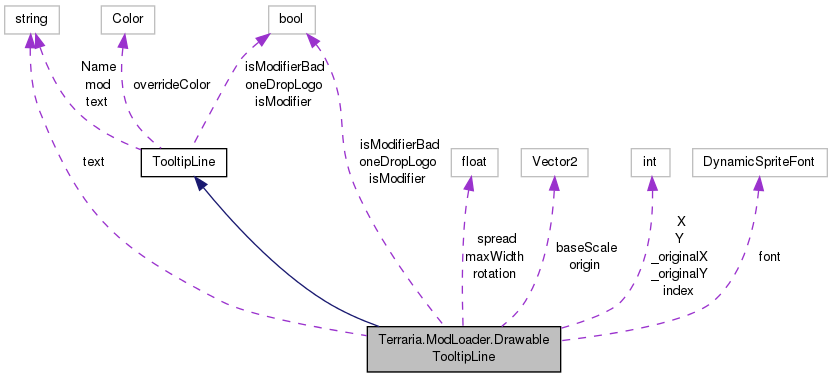 string
Color
bool
Name
mod
text
overrideColor
isModifierBad
oneDropLogo
isModifier
text
TooltipLine
isModifierBad
oneDropLogo
isModifier
float
Vector2
int
DynamicSpriteFont
spread
maxWidth
rotation
baseScale
origin
X
Y
_originalX
_originalY
index
font
Terraria.ModLoader.Drawable
TooltipLine